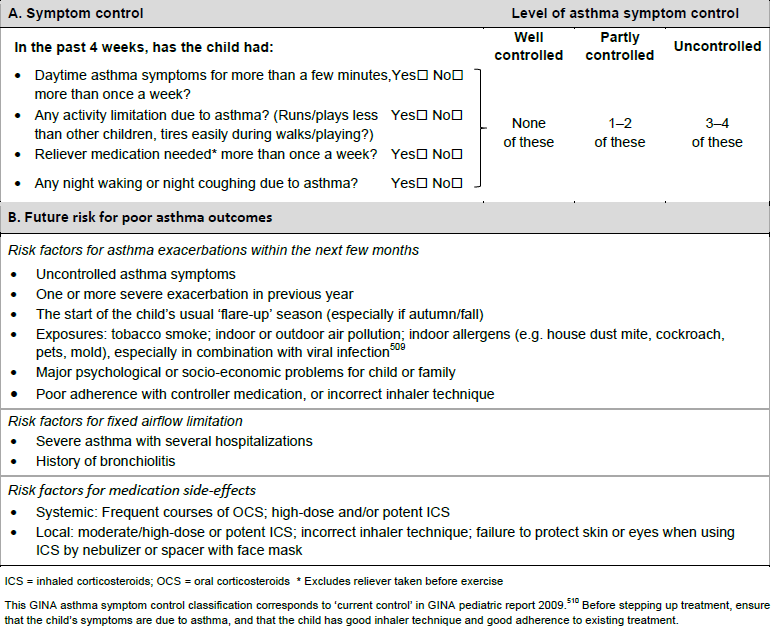 A. Symptom control Level of asthma symptom control
In the past 4 weeks, has the child had:
Well controlled
Partly controlled
Uncontrolled
• Daytime asthma symptoms for more than a few minutes, Yes☐ No☐
more than once a week?
• Any activity limitation due to asthma? (Runs/plays less Yes☐ No☐
than other children, tires easily during walks/playing?)
• Reliever medication needed* more than once a week? Yes☐ No☐
• Any night waking or night coughing due to asthma? Yes☐ No☐
None
of these
1–2
of these
3–4
of these
B. Future risk for poor asthma outcomes
Risk factors for asthma exacerbations within the next few months
• Uncontrolled asthma symptoms
• One or more severe exacerbation in previous year
• The start of the child's usual 'flare-up' season (especially if autumn/fall)
• Exposures: tobacco smoke; indoor or outdoor air pollution; indoor allergens (e.g. house dust mite, cockroach,
pets, mold), especially in combination with viral infection509
• Major psychological or socio-economic problems for child or family
• Poor adherence with controller medication, or incorrect inhaler technique
Risk factors for fixed airflow limitation
• Severe asthma with several hospitalizations
• History of bronchiolitis
Risk factors for medication side-effects
• Systemic: Frequent courses of OCS; high-dose and/or potent ICS
• Local: moderate/high-dose or potent ICS; incorrect inhaler technique; failure to protect skin or eyes when using
ICS by nebulizer or spacer with face mask
ICS = inhaled corticosteroids; OCS = oral corticosteroids * Excludes reliever taken before exercise
This GINA asthma symptom control classification corresponds to 'current control' in GINA pediatric report 2009.510 Before stepping up treatment, ensure
that the child's symptoms are due to asthma, and that the child has good inhaler technique and good adherence to existing treatment.